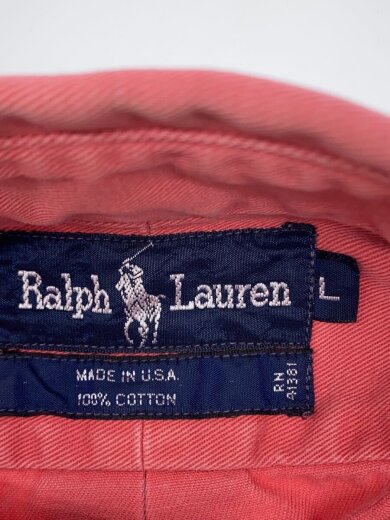 Ralph Lauren
L
MADE IN U.S.A.
100% COTTON
RN
41381